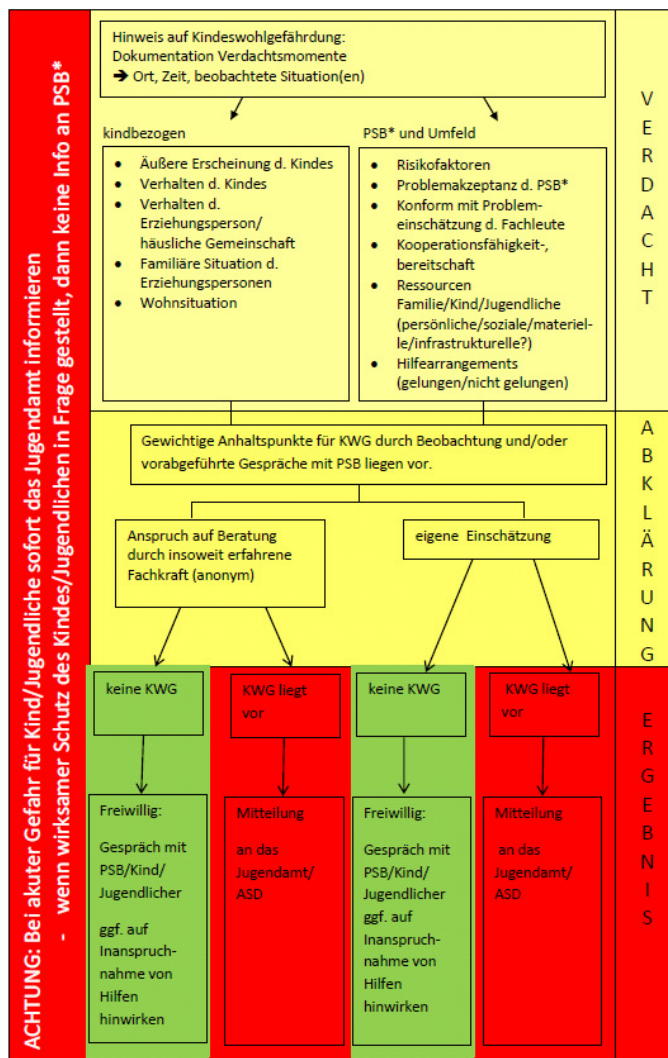 ACHTUNG: Bei akuter Gefahr für Kind/Jugendliche sofort das Jugendamt informieren
- wenn wirksamer Schutz des Kindes/Jugendlichen in Frage gestellt, dann keine Info an PSB*
Hinweis auf Kindeswohlgefährdung:
Dokumentation Verdachtsmomente
➔ Ort, Zeit, beobachtete Situation(en)
kindbezogen
• Äußere Erscheinung d. Kindes
• Verhalten d. Kindes
• Verhalten d.
Erziehungsperson/
häusliche Gemeinschaft
• Familiäre Situation d.
Erziehungspersonen
• Wohnsituation
PSB* und Umfeld
• Risikofaktoren
• Problemakzeptanz d. PSB*
• Konform mit Problem-
einschätzung d. Fachleute
• Kooperationsfähigkeit-,
bereitschaft
• Ressourcen
Familie/Kind/Jugendliche
(persönliche/soziale/materiel-
le/infrastrukturelle?)
• Hilfearrangements
(gelungen/nicht gelungen)
VERDACHT
Gewichtige Anhaltspunkte für KWG durch Beobachtung und/oder
vorabgeführte Gespräche mit PSB liegen vor.
Anspruch auf Beratung
durch insoweit erfahrene
Fachkraft (anonym)
eigene Einschätzung
ABKLÄRUNG
keine KWG
KWG liegt
vor
keine KWG
KWG liegt
vor
Freiwillig:
Gespräch mit
PSB/Kind/
Jugendlicher
ggf. auf
Inanspruch-
nahme von
Hilfen
hinwirken
Mitteilung
an das
Jugendamt/
ASD
Freiwillig:
Gespräch mit
PSB/Kind/
Jugendlicher
ggf. auf
Inanspruch-
nahme von
Hilfen
hinwirken
Mitteilung
an das
Jugendamt/
ASD
ERGEBNIS